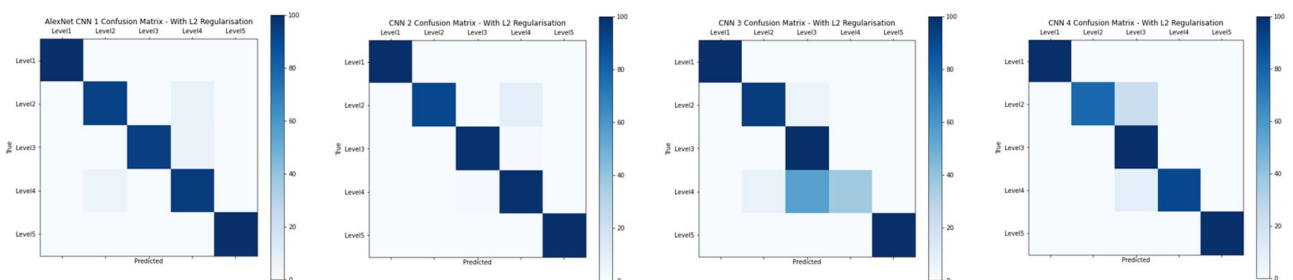 AlexNet CNN 1 Confusion Matrix - With L2 Regularisation
Level1 Level2 Level3 Level4 Level5
Level1
Level2
Level3
Level4
Level5
True
Predicted
100
80
60
40
20
0
CNN 2 Confusion Matrix - With L2 Regularisation
Level1 Level2 Level3 Level4 Level5
Level1
Level2
Level3
Level4
Level5
True
Predicted
100
80
60
40
20
0
CNN 3 Confusion Matrix - With L2 Regularisation
Level1 Level2 Level3 Level4 Level5
Level1
Level2
Level3
Level4
Level5
True
Predicted
100
80
60
40
20
0
CNN 4 Confusion Matrix - With L2 Regularisation
Level1 Level2 Level3 Level4 Level5
Level1
Level2
Level3
Level4
Level5
True
Predicted
100
80
60
40
20
0